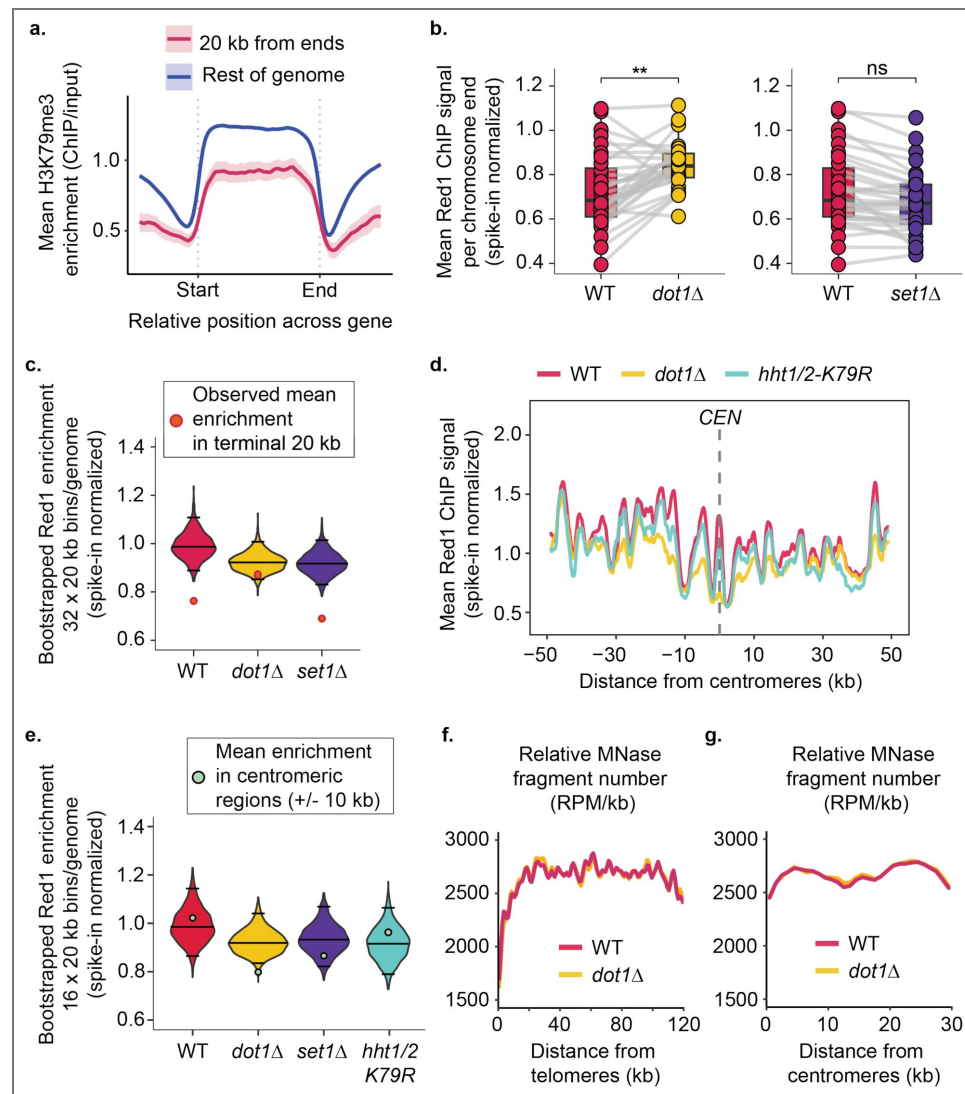 a.
20 kb from ends
Rest of genome
Mean H3K79me3
enrichment (ChIP/input)
1.0
0.5
Start
End
Relative position across gene
b.
Mean Red1 ChIP signal
per chromosome end
(spike-in normalized)
1.2
1.0
0.8
0.6
0.4
**
WT
dot1Δ
1.2
1.0
0.8
0.6
0.4
ns
WT
set1Δ
c.
Observed mean
enrichment
in terminal 20 kb
Bootstrapped Red1 enrichment
32 x 20 kb bins/genome
(spike-in normalized)
1.4
1.2
1.0
0.8
0.6
WT
dot1Δ
set1Δ
d.
WT
dot1Δ
hht1/2-K79R
CEN
Mean Red1 ChIP signal
(spike-in normalized)
2.0
1.5
1.0
0.5
−50
−30
−10
10
30
50
Distance from centromeres (kb)
e.
Mean enrichment
in centromeric
regions (+/- 10 kb)
Bootstrapped Red1 enrichment
16 x 20 kb bins/genome
(spike-in normalized)
1.4
1.2
1.0
0.8
0.6
WT
dot1Δ
set1Δ
hht1/2
K79R
f.
Relative MNase
fragment number
(RPM/kb)
3000
2500
2000
1500
WT
dot1Δ
0
40
80
120
Distance from
telomeres (kb)
g.
Relative MNase
fragment number
(RPM/kb)
3000
2500
2000
1500
WT
dot1Δ
0
10
20
30
Distance from
centromeres (kb)